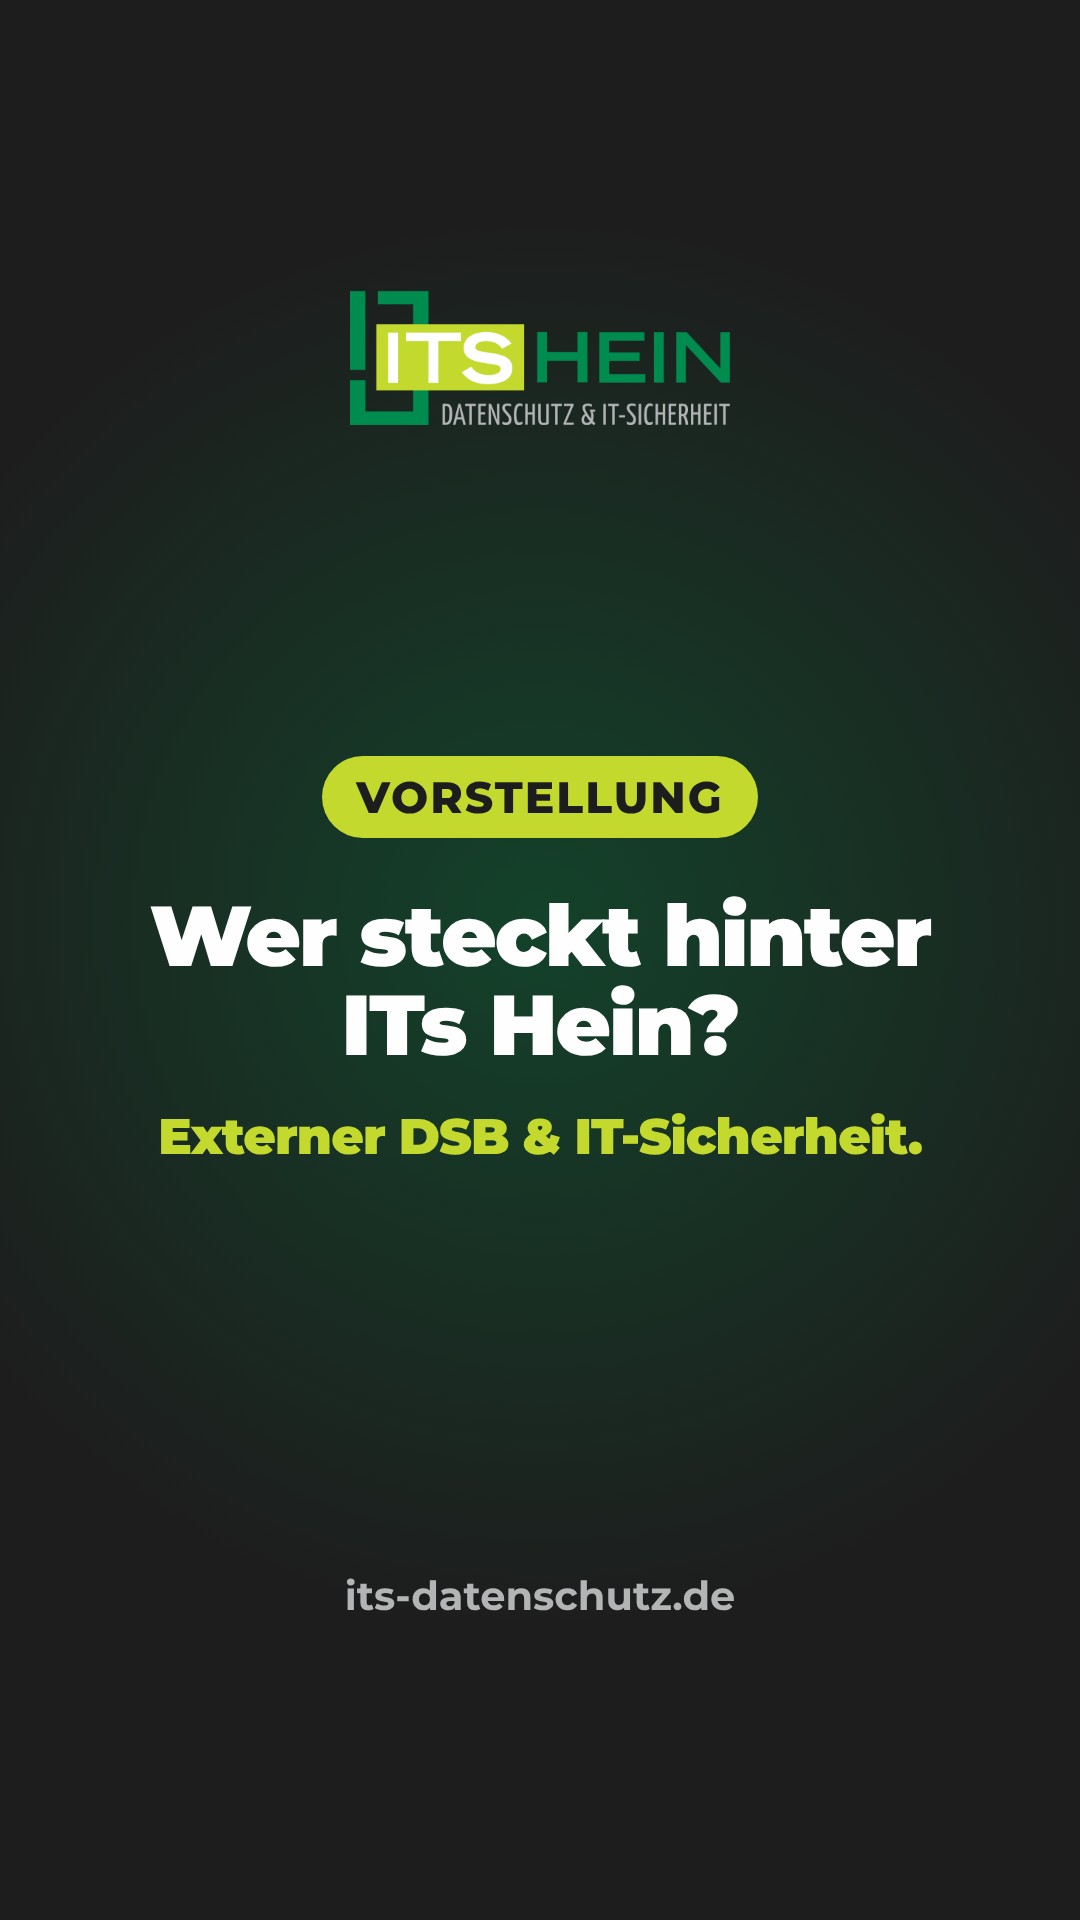 ITS HEIN
DATENSCHUTZ & IT-SICHERHEIT
VORSTELLUNG
Wer steckt hinter
ITs Hein?
Externer DSB & IT-Sicherheit.
its-datenschutz.de